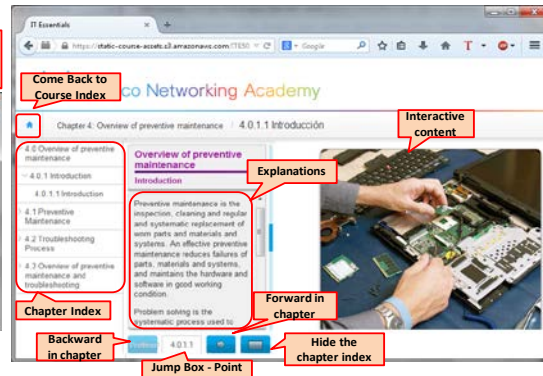 IT Essentials
https://static-course-assets.s3.amazonaws.com/ITE50
Google
Come Back to
Course Index
co Networking Academy
Chapter 4: Overview of preventive maintenance / 4.0.1.1 Introducción
Interactive
content
4.0 Overview of preventive
maintenance
4.0.1 Introduction
4.0.1.1 Introduction
4.1 Preventive
Maintenance
4.2 Troubleshooting
Process
4.3 Overview of preventive
maintenance and
troubleshooting
Chapter Index
Overview of preventive
maintenance
Introduction
Explanations
Preventive maintenance is the
inspection, cleaning and regular
and systematic replacement of
worn parts and materials and
systems. An effective preventive
maintenance reduces failures of
parts, materials and systems,
and maintains the hardware and
software in good working
condition.
Problem solving is the
systematic process used to
Forward in
chapter
Backward
in chapter
4.0.1.1
Hide the
chapter index
Jump Box - Point